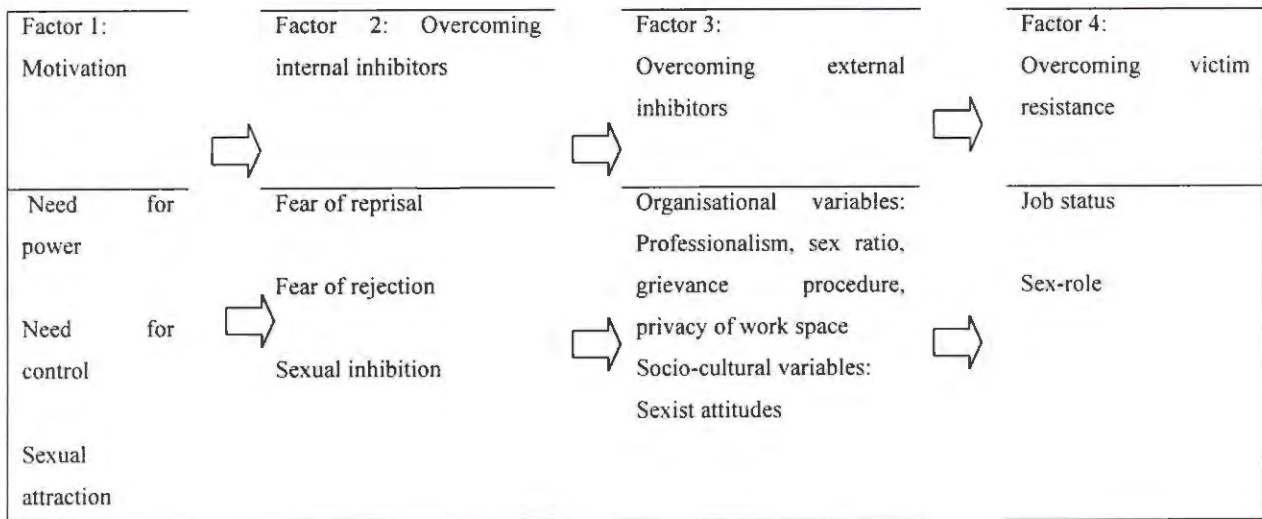 Factor 1:
Motivation
Factor 2: Overcoming
internal inhibitors
Factor 3:
Overcoming external
inhibitors
Factor 4:
Overcoming victim
resistance
Need for
power
Need for
control
Sexual
attraction
Fear of reprisal
Fear of rejection
Sexual inhibition
Organisational variables:
Professionalism, sex ratio,
grievance procedure,
privacy of work space
Socio-cultural variables:
Sexist attitudes
Job status
Sex-role